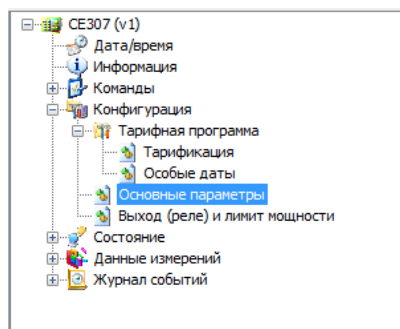 CE307 (v1)
Дата/время
Информация
Команды
Конфигурация
Тарифная программа
Тарификация
Особые даты
Основные параметры
Выход (реле) и лимит мощности
Состояние
Данные измерений
Журнал событий